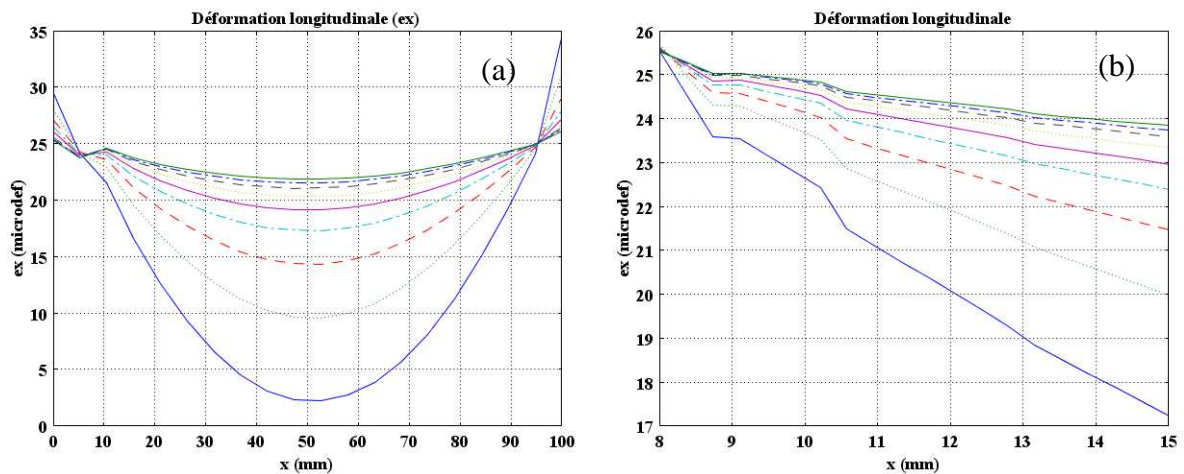 Déformation longitudinale (ex)
35
30
25
20
15
10
5
0
ex (microdef)
(a)
0 10 20 30 40 50 60 70 80 90 100
x (mm)
Déformation longitudinale
26
25
24
23
22
21
20
19
18
17
ex (microdef)
(b)
8 9 10 11 12 13 14 15
x (mm)